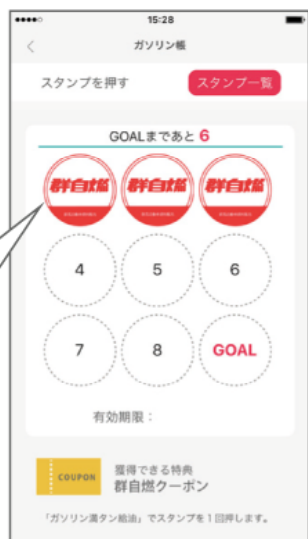 15:28
ガソリン帳
スタンプを押す
スタンプ一覧
GOALまであと 6
群自燃 群自燃 群自燃
4 5 6
7 8 GOAL
有効期限：
COUPON
獲得できる特典
群自燃クーポン
「ガソリン満タン給油」でスタンプを1回押します。